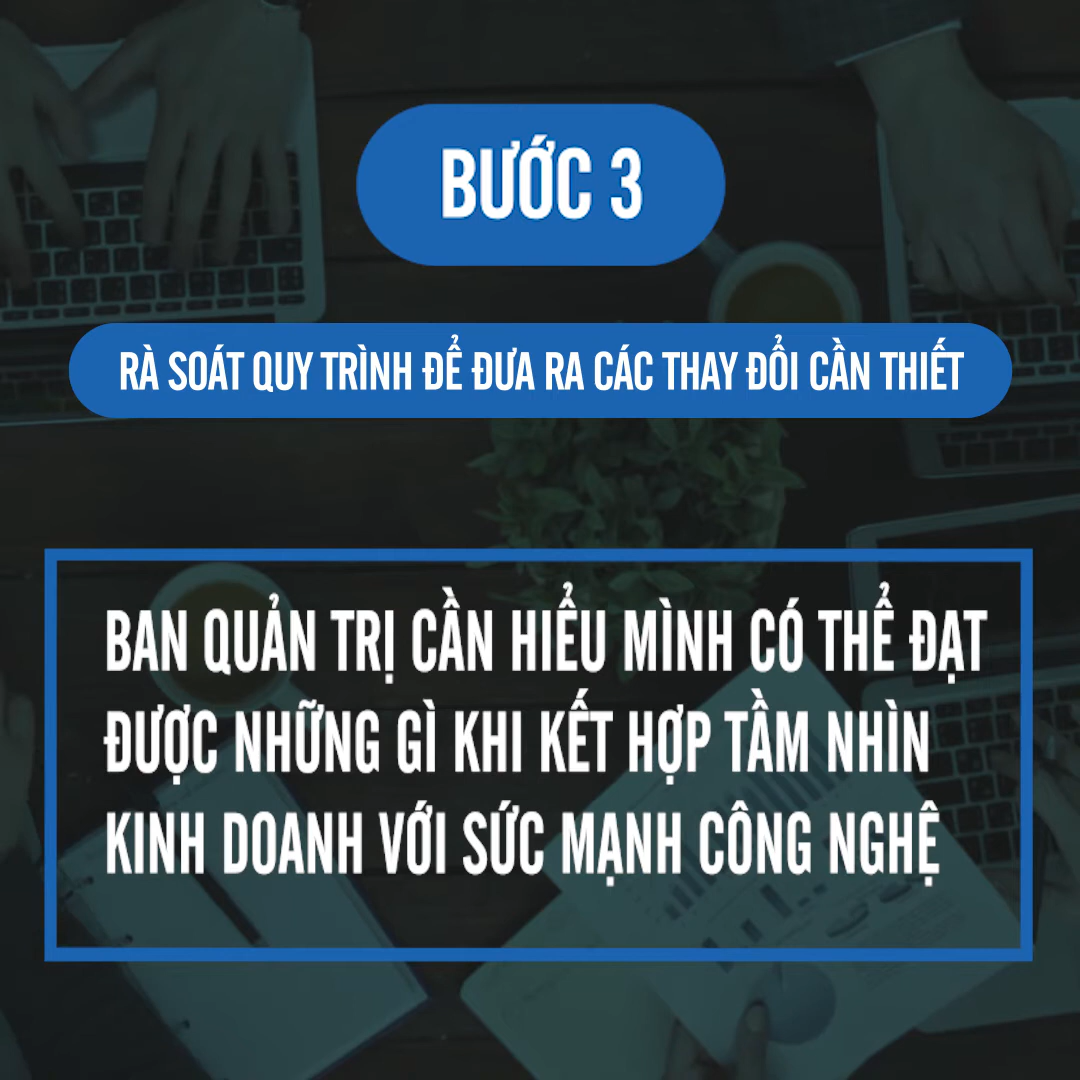 BƯỚC 3
RÀ SOÁT QUY TRÌNH ĐỂ ĐƯA RA CÁC THAY ĐỔI CẦN THIẾT
BAN QUẢN TRỊ CẦN HIỂU MÌNH CÓ THỂ ĐẠT
ĐƯỢC NHỮNG GÌ KHI KẾT HỢP TẦM NHÌN
KINH DOANH VỚI SỨC MẠNH CÔNG NGHỆ